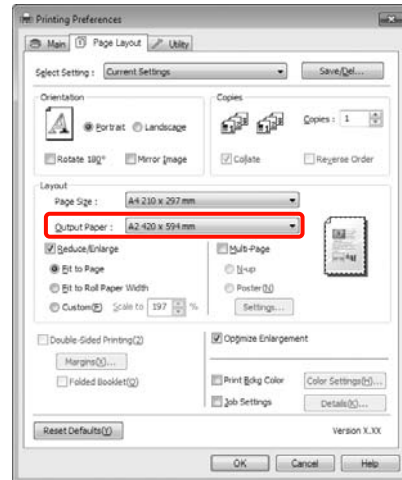 Printing Preferences
Main Page Layout Utility
Select Setting : Current Settings Save/Del...
Orientation
Portrait Landscape
Rotate 180° Mirror Image
Copies
Copies : 1
Collate Reverse Order
Layout
Page Size : A4 210 x 297 mm
Output Paper : A2 420 x 594 mm
Reduce/Enlarge
Fit to Page
Fit to Roll Paper Width
Custom(F) Scale to 197 %
Multi-Page
N-up
Poster(N)
Settings...
Double-Sided Printing(2)
Margins(X)...
Folded Booklet(Q)
Optimize Enlargement
Print Bckg Color Color Settings(H)...
Job Settings Details(K)...
Reset Defaults(Y) Version X.XX
OK Cancel Help